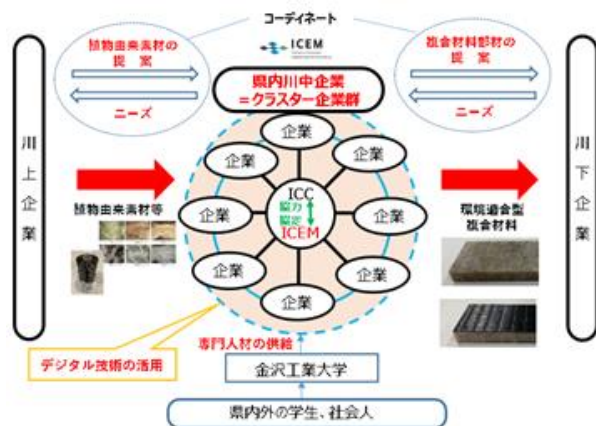 コーディネート
ICEM
植物由来素材の
提 案
ニーズ
複合材料部材の
提 案
ニーズ
県内川中企業
=クラスター企業群
川上企業
川下企業
企業
企業
企業
企業
企業
企業
企業
企業
ICC
協力
協定
ICEM
植物由来素材等
環境適合型
複合材料
デジタル技術の活用
専門人材の供給
金沢工業大学
県内外の学生、社会人